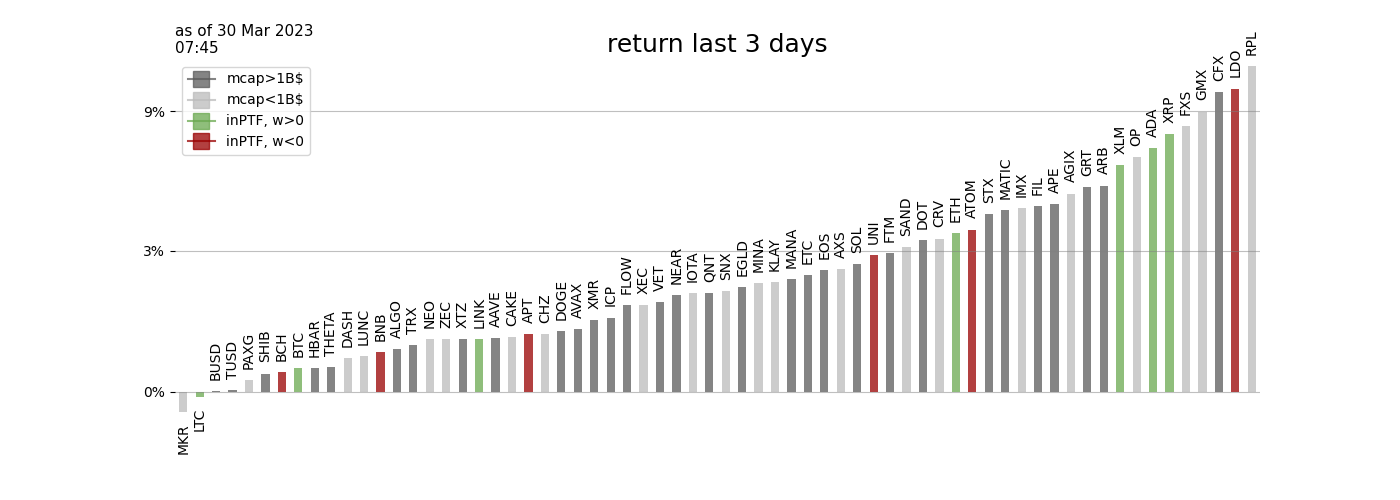 as of 30 Mar 2023
07:45
return last 3 days
mcap>1B$
mcap<1B$
inPTF, w>0
inPTF, w<0
9%
3%
0%
MKR
LTC
BUSD
TUSD
PAXG
SHIB
BCH
BTC
HBAR
THETA
DASH
LUNC
BNB
ALGO
TRX
NEO
ZEC
XTZ
LINK
AAVE
CAKE
APT
CHZ
DOGE
AVAX
XMR
ICP
FLOW
XEC
VET
NEAR
IOTA
QNT
SNX
EGLD
MINA
KLAY
MANA
ETC
EOS
AXS
SOL
UNI
FTM
SAND
DOT
CRV
ETH
ATOM
STX
MATIC
IMX
FIL
APE
AGIX
GRT
ARB
XLM
OP
ADA
XRP
FXS
GMX
CFX
LDO
RPL